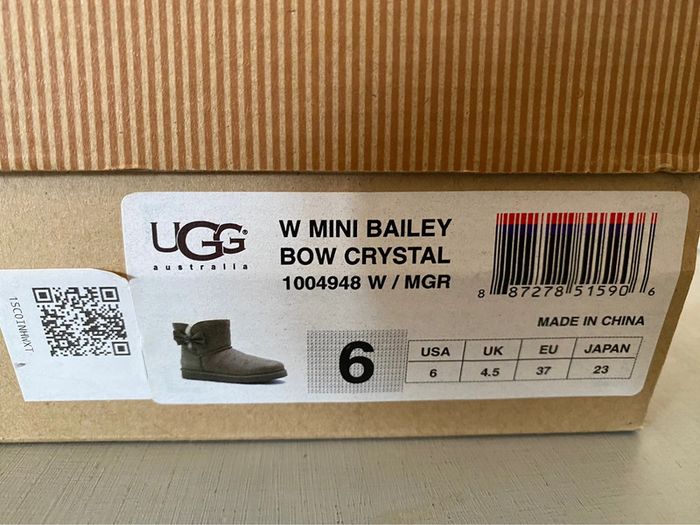 UGG®
australia
W MINI BAILEY
BOW CRYSTAL
1004948 W / MGR
8 87278 51590 6
MADE IN CHINA
6
USA UK EU JAPAN
6 4.5 37 23
1SCOINHWXT